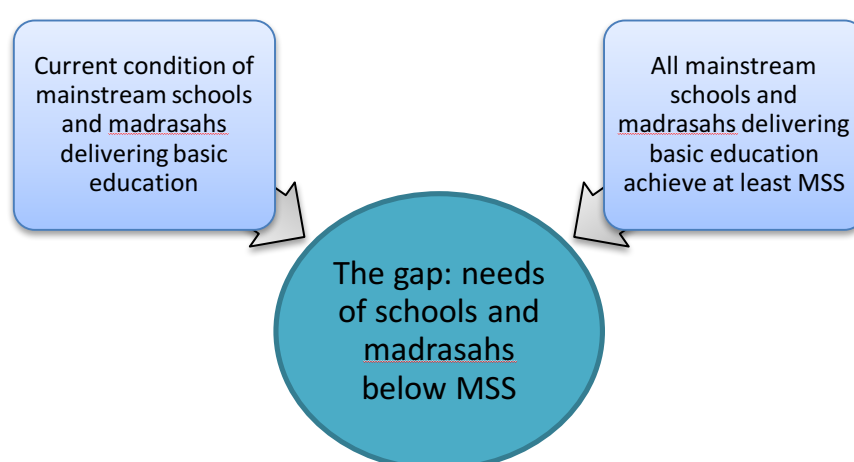 Current condition of
mainstream schools
and madrasahs
delivering basic
education
All mainstream
schools and
madrasahs delivering
basic education
achieve at least MSS
The gap: needs
of schools and
madrasahs
below MSS